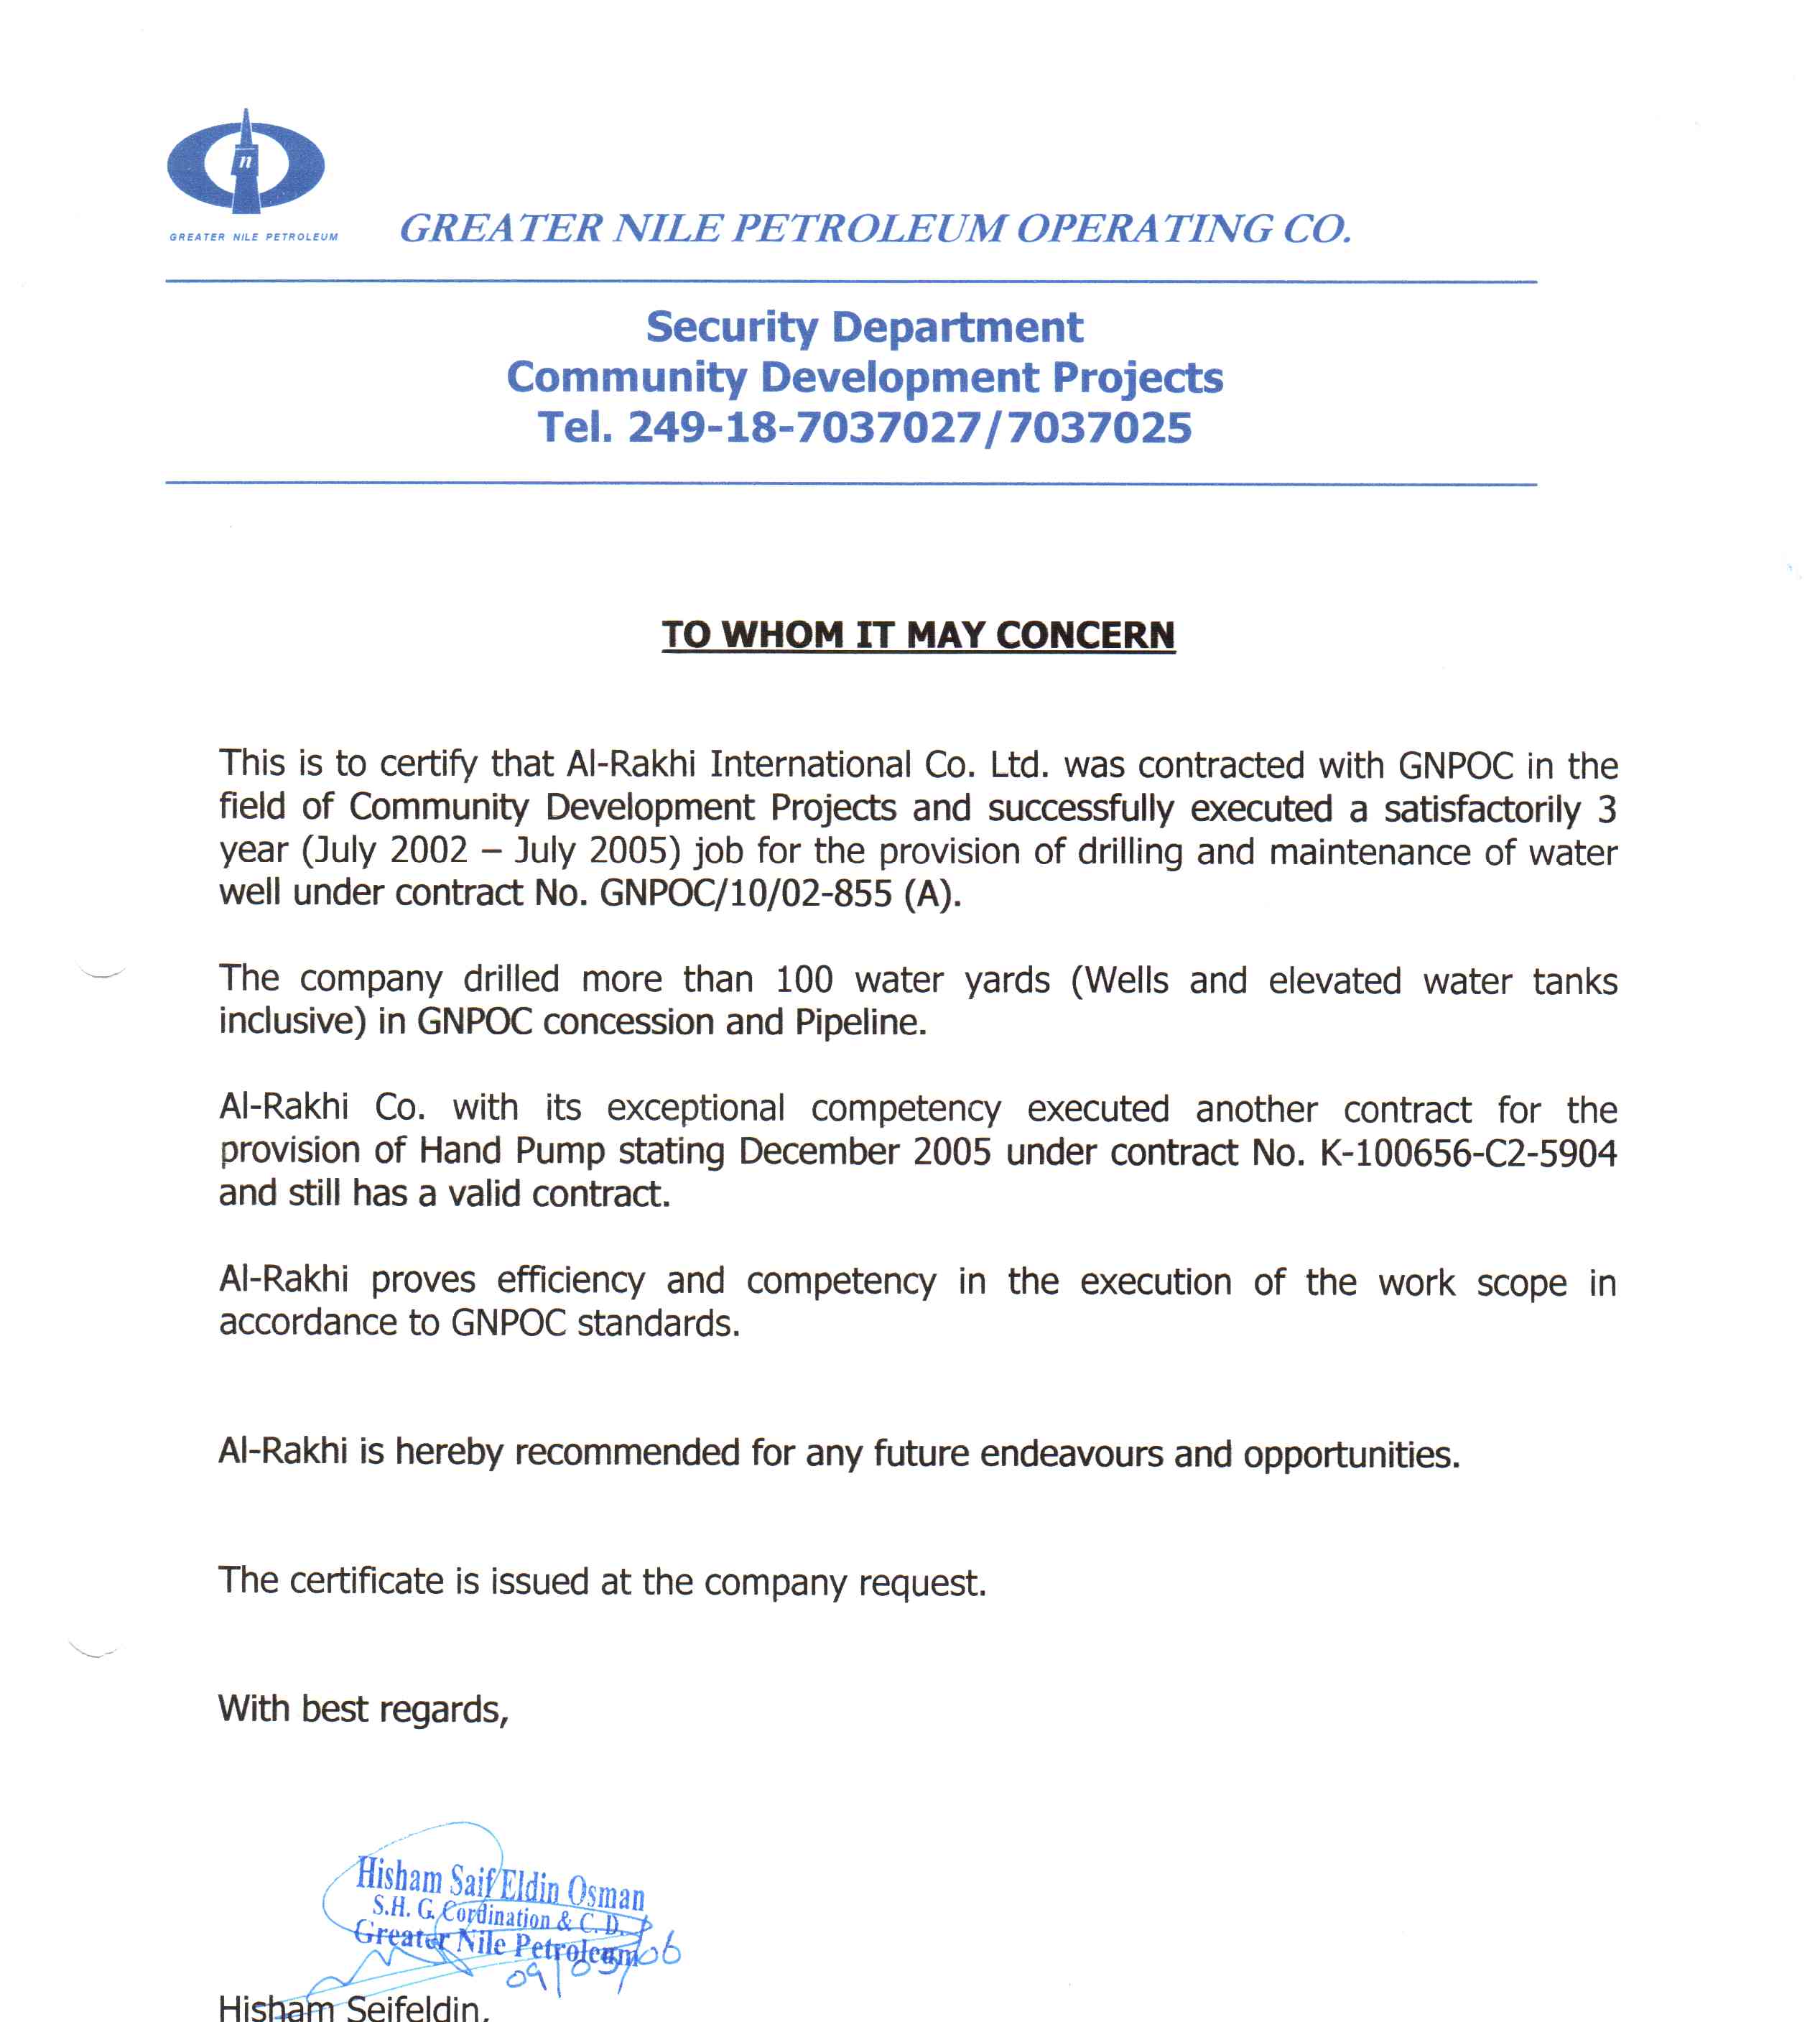 n
GREATER NILE PETROLEUM
GREATER NILE PETROLEUM OPERATING CO.
Security Department
Community Development Projects
Tel. 249-18-7037027/7037025
TO WHOM IT MAY CONCERN
This is to certify that Al-Rakhi International Co. Ltd. was contracted with GNPOC in the
field of Community Development Projects and successfully executed a satisfactorily 3
year (July 2002 – July 2005) job for the provision of drilling and maintenance of water
well under contract No. GNPOC/10/02-855 (A).
The company drilled more than 100 water yards (Wells and elevated water tanks
inclusive) in GNPOC concession and Pipeline.
Al-Rakhi Co. with its exceptional competency executed another contract for the
provision of Hand Pump stating December 2005 under contract No. K-100656-C2-5904
and still has a valid contract.
Al-Rakhi proves efficiency and competency in the execution of the work scope in
accordance to GNPOC standards.
Al-Rakhi is hereby recommended for any future endeavours and opportunities.
The certificate is issued at the company request.
With best regards,
Hisham Saif Eldin Osman
S.H. G. Cordination & C. D.
Greater Nile Petroleum
09/05/06
Hisham Seifeldin,